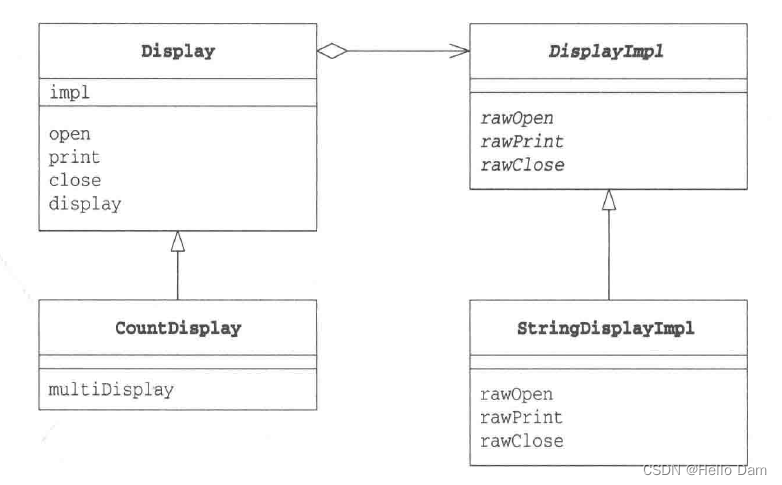 Display
impl
open
print
close
display
DisplayImpl
rawOpen
rawPrint
rawClose
CountDisplay
multiDisplay
StringDisplayImpl
rawOpen
rawPrint
rawClose
CSDN @Hello Dam